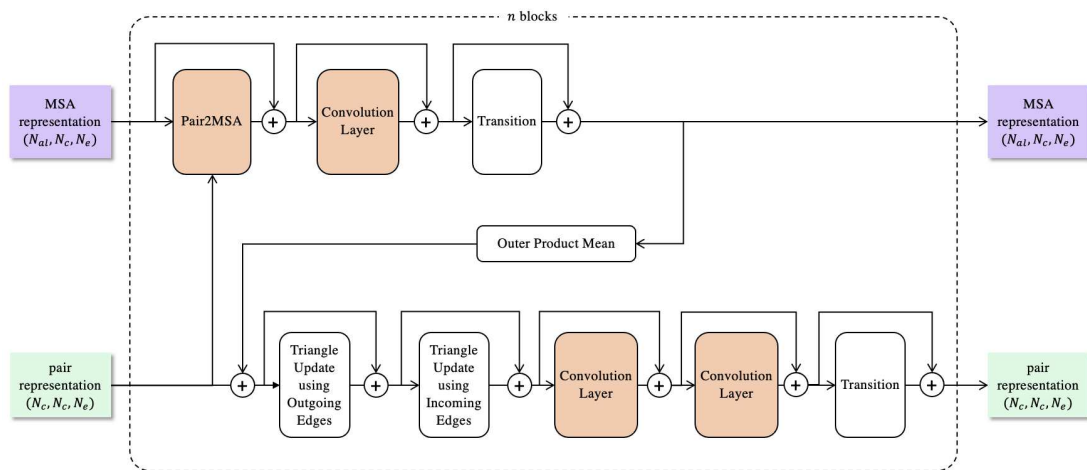 n blocks
MSA
representation
(N_al, N_c, N_e)
Pair2MSA
+
Convolution
Layer
+
Transition
+
MSA
representation
(N_al, N_c, N_e)
Outer Product Mean
pair
representation
(N_c, N_c, N_e)
+
Triangle
Update
using
Outgoing
Edges
+
Triangle
Update
using
Incoming
Edges
+
Convolution
Layer
+
Convolution
Layer
+
Transition
+
pair
representation
(N_c, N_c, N_e)